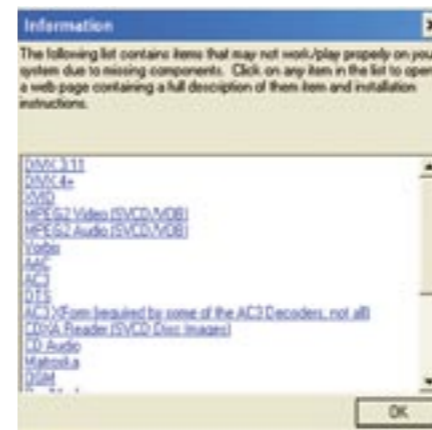 Information
The following list contains items that may not work/play properly on your
system due to missing components. Click on any item in the list to open
a web page containing a full description of them item and installation
instructions.
DIVX 3.11
DIVX 4+
XVID
MPEG2 Video (SVCD/VOB)
MPEG2 Audio (SVCD/VOB)
Vorbis
AAC
AC3
DTS
AC3 XForm (required by some of the AC3 Decoders, not all)
CDXA Reader (SVCD Disc Images)
CD Audio
Matroska
OGM
OK